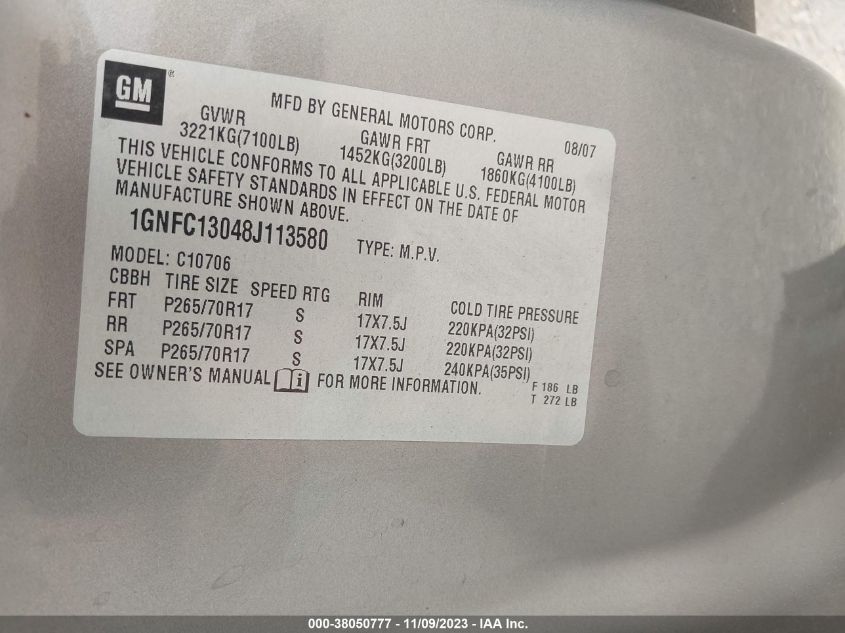 GM®
MFD BY GENERAL MOTORS CORP. 08/07
GVWR GAWR FRT GAWR RR
3221KG(7100LB) 1452KG(3200LB) 1860KG(4100LB)
THIS VEHICLE CONFORMS TO ALL APPLICABLE U.S. FEDERAL MOTOR
VEHICLE SAFETY STANDARDS IN EFFECT ON THE DATE OF
MANUFACTURE SHOWN ABOVE.
1GNFC13048J113580 TYPE: M.P.V.
MODEL: C10706
CBBH TIRE SIZE SPEED RTG RIM COLD TIRE PRESSURE
FRT P265/70R17 S 17X7.5J 220KPA(32PSI)
RR P265/70R17 S 17X7.5J 220KPA(32PSI)
SPA P265/70R17 S 17X7.5J 240KPA(35PSI)
SEE OWNER'S MANUAL i FOR MORE INFORMATION.
F 186 LB
T 272 LB
000-38050777 - 11/09/2023 - IAA Inc.